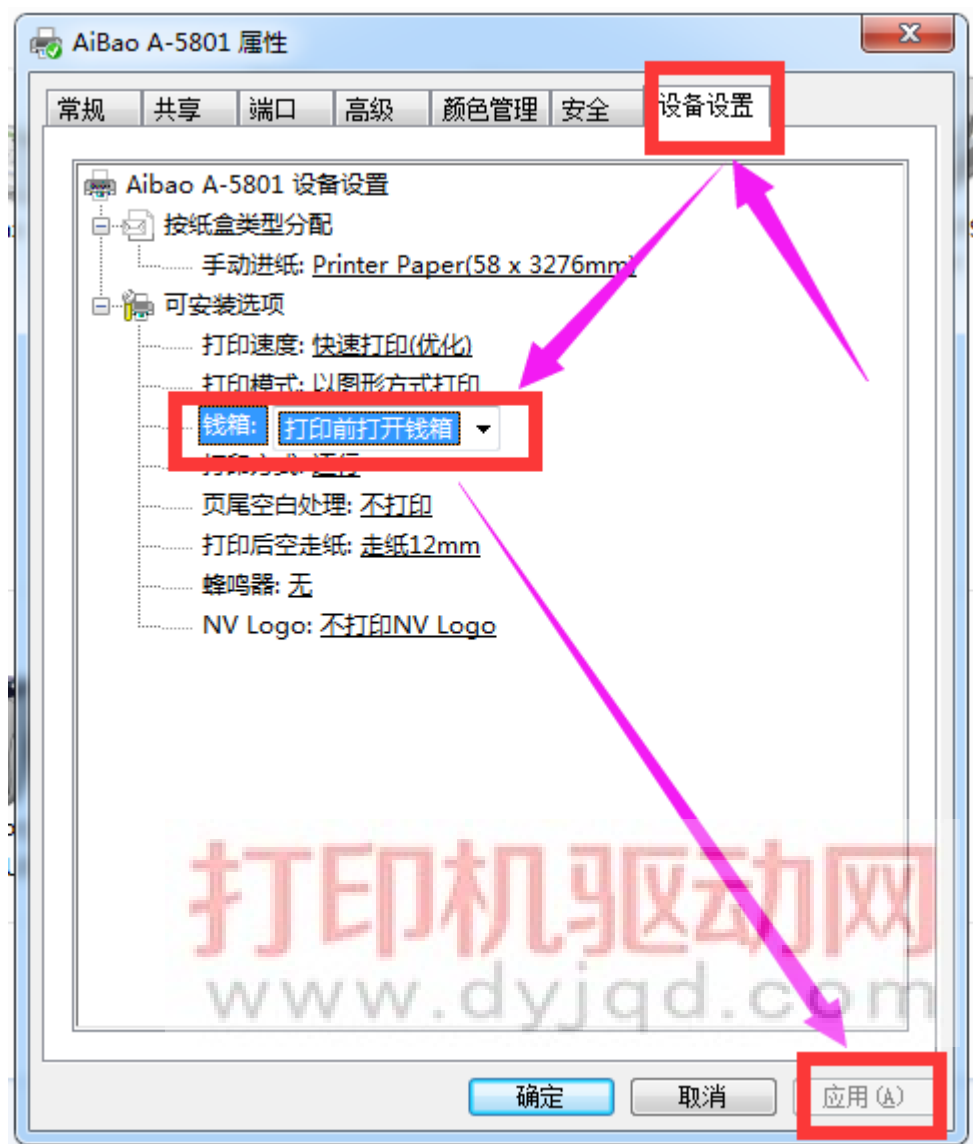 AiBao A-5801 属性
常规 共享 端口 高级 颜色管理 安全 设备设置
Aibao A-5801 设备设置
按纸盒类型分配
手动进纸: Printer Paper(58 x 3276mm)
可安装选项
打印速度: 快速打印(优化)
打印模式: 以图形方式打印
钱箱: 打印前打开钱箱
打印方式: 逐行
页尾空白处理: 不打印
打印后空走纸: 走纸12mm
蜂鸣器: 无
NV Logo: 不打印NV Logo
打印机驱动网
www.dyjqd.com
确定 取消 应用(A)